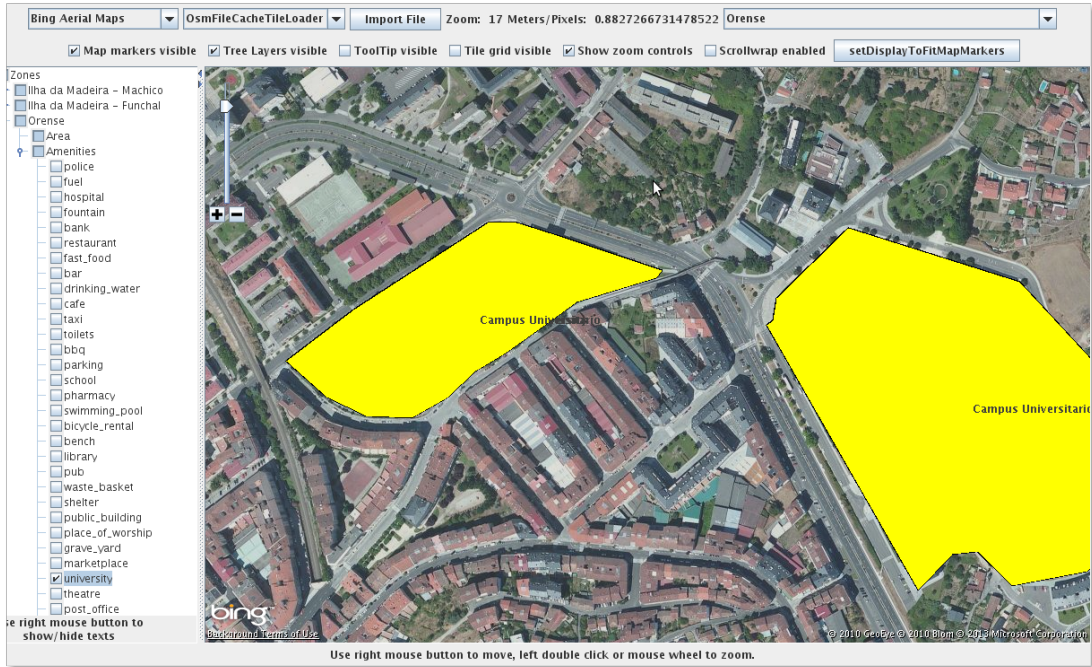 Bing Aerial Maps OsmFileCacheTileLoader Import File Zoom: 17 Meters/Pixels: 0.8827266731478522 Orense
Map markers visible Tree Layers visible ToolTip visible Tile grid visible Show zoom controls Scrollwrap enabled setDisplayToFitMapMarkers
Zones
Ilha da Madeira - Machico
Ilha da Madeira - Funchal
Orense
Area
Amenities
police
fuel
hospital
fountain
bank
restaurant
fast_food
bar
drinking_water
cafe
taxi
toilets
bbq
parking
school
pharmacy
swimming_pool
bicycle_rental
bench
library
pub
waste_basket
shelter
public_building
place_of_worship
grave_yard
marketplace
university
theatre
post_office
se right mouse button to
show/hide texts
Campus Universitario
Campus Universitario
bing
Background Terms of Use
© 2010 GeoEye © 2010 Blom © 2013 Microsoft Corporation
Use right mouse button to move, left double click or mouse wheel to zoom.